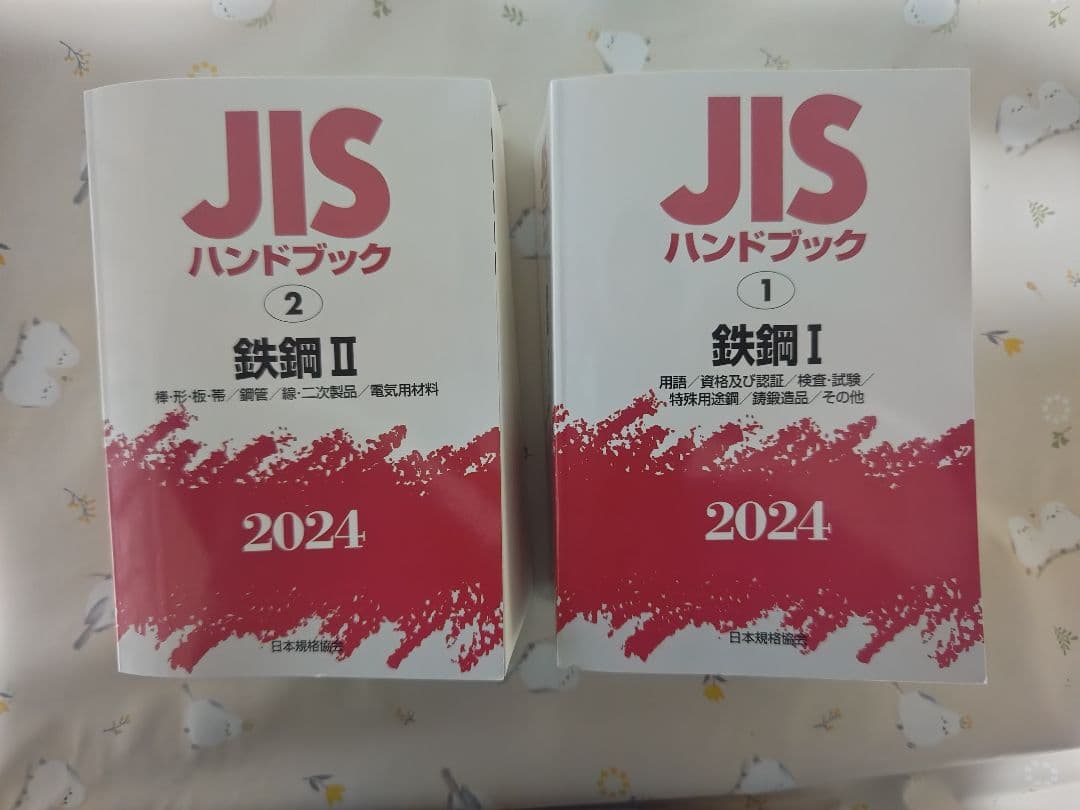 JIS
ハンドブック
2
鉄鋼 II
棒・形・板・帯／鋼管／線・二次製品／電気用材料
2024
日本規格協会
JIS
ハンドブック
1
鉄鋼 I
用語／資格及び認証／検査・試験／
特殊用途鋼／鋳鍛造品／その他
2024
日本規格協会